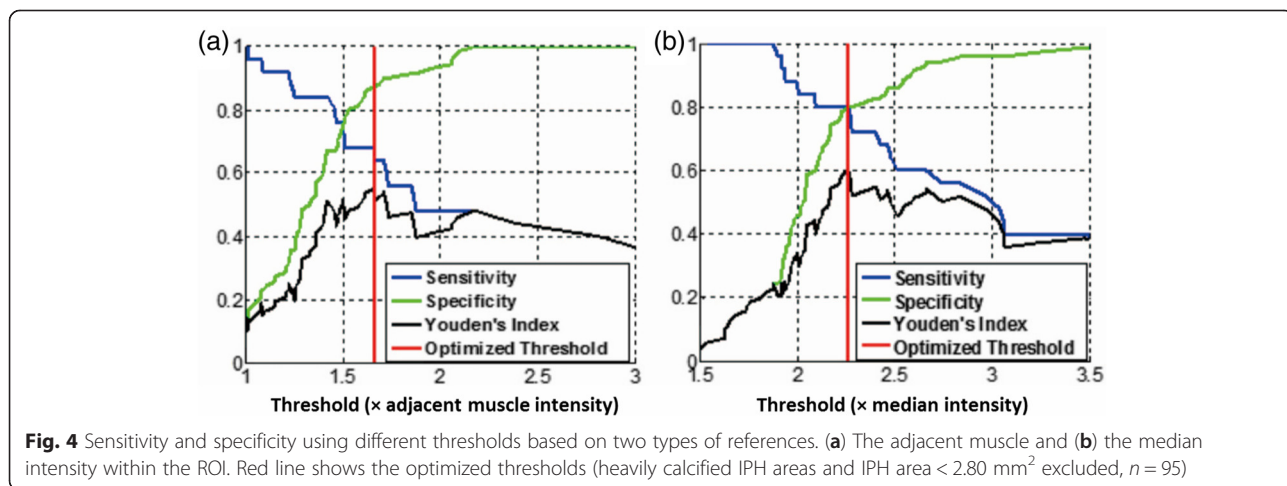 (a)
1
0.8
0.6
0.4
0.2
0
1 1.5 2 2.5 3
Sensitivity
Specificity
Youden's Index
Optimized Threshold
Threshold (× adjacent muscle intensity)
(b)
1
0.8
0.6
0.4
0.2
0
1.5 2 2.5 3 3.5
Sensitivity
Specificity
Youden's Index
Optimized Threshold
Threshold (× median intensity)
Fig. 4 Sensitivity and specificity using different thresholds based on two types of references. (a) The adjacent muscle and (b) the median
intensity within the ROI. Red line shows the optimized thresholds (heavily calcified IPH areas and IPH area < 2.80 mm² excluded, n = 95)